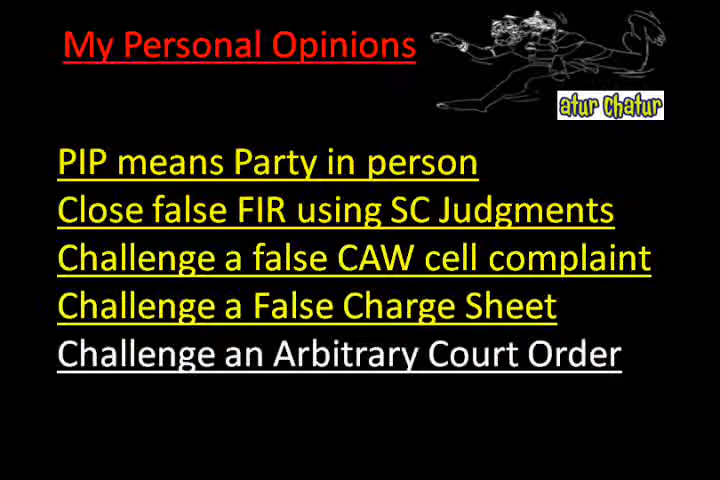 My Personal Opinions
atur chatur
PIP means Party in person
Close false FIR using SC Judgments
Challenge a false CAW cell complaint
Challenge a False Charge Sheet
Challenge an Arbitrary Court Order